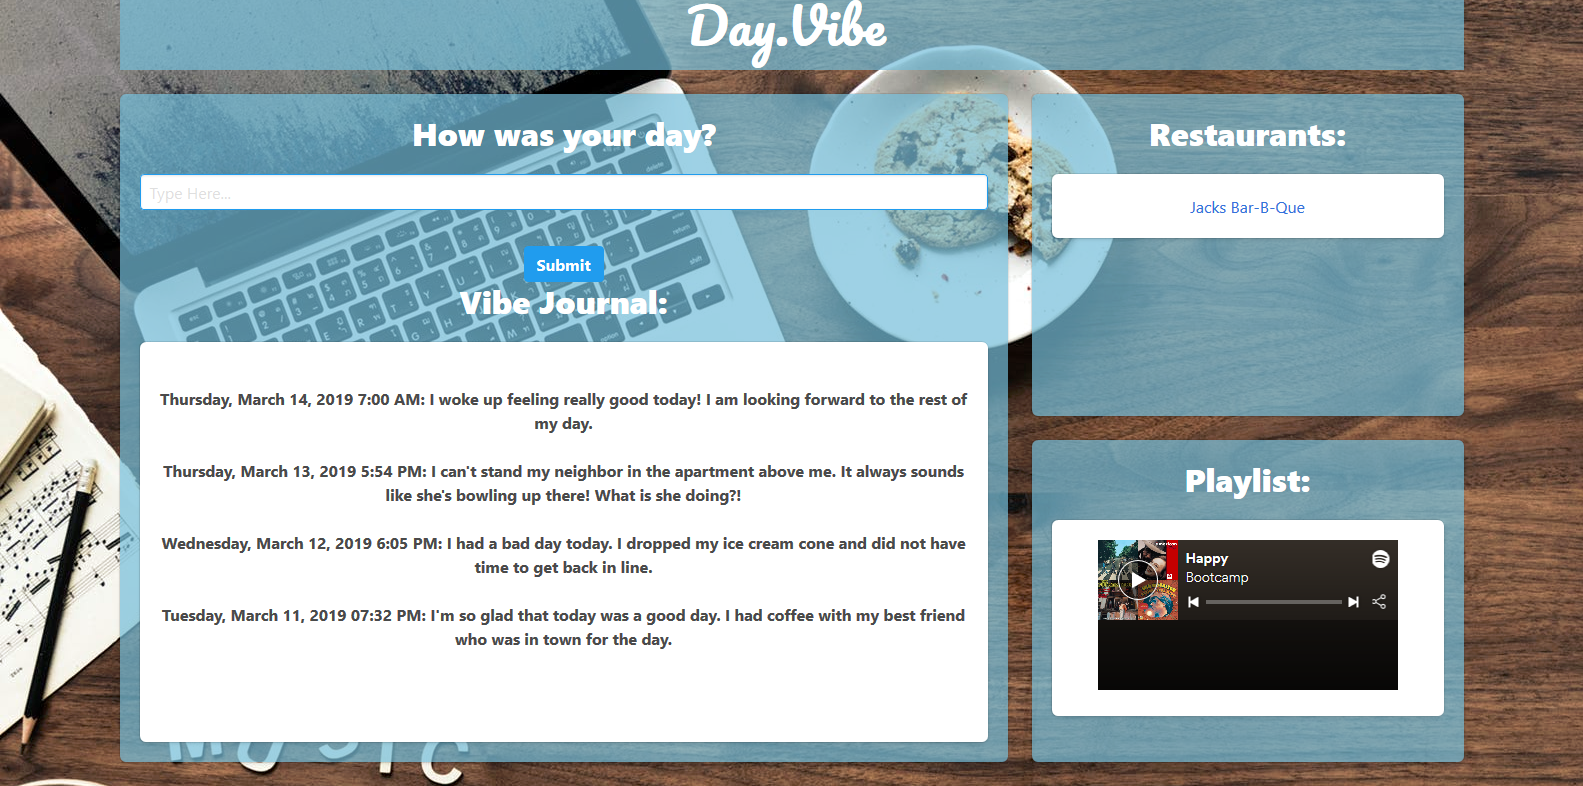 Day.Vibe
How was your day?
Type Here...
Submit
Vibe Journal:
Thursday, March 14, 2019 7:00 AM: I woke up feeling really good today! I am looking forward to the rest of
my day.
Thursday, March 13, 2019 5:54 PM: I can't stand my neighbor in the apartment above me. It always sounds
like she's bowling up there! What is she doing?!
Wednesday, March 12, 2019 6:05 PM: I had a bad day today. I dropped my ice cream cone and did not have
time to get back in line.
Tuesday, March 11, 2019 07:32 PM: I'm so glad that today was a good day. I had coffee with my best friend
who was in town for the day.
MUSIC
Restaurants:
Jacks Bar-B-Que
Playlist:
Happy
Bootcamp